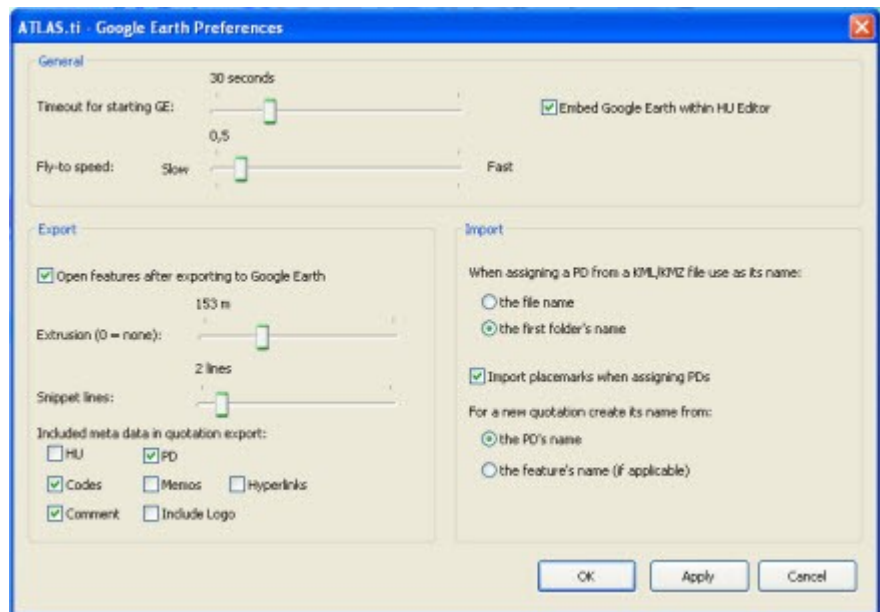 ATLAS.ti - Google Earth Preferences
General
30 seconds
Timeout for starting GE:
Embed Google Earth within HU Editor
0,5
Fly-to speed:
Slow
Fast
Export
Open features after exporting to Google Earth
153 m
Extrusion (0 = none):
2 lines
Snippet lines:
Included meta data in quotation export:
HU
PD
Codes
Memos
Hyperlinks
Comment
Include Logo
Import
When assigning a PD from a KML/KMZ file use as its name:
the file name
the first folder's name
Import placemarks when assigning PDs
For a new quotation create its name from:
the PD's name
the feature's name (if applicable)
OK
Apply
Cancel